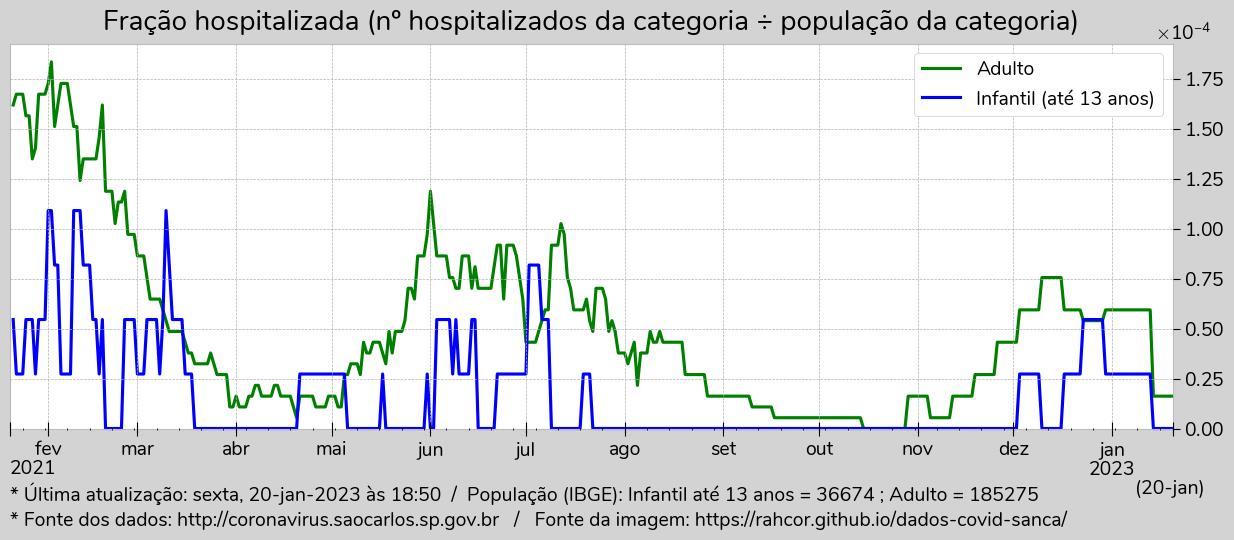 Fração hospitalizada (nº hospitalizados da categoria ÷ população da categoria)
×10⁻⁴
Adulto
Infantil (até 13 anos)
1.75
1.50
1.25
1.00
0.75
0.50
0.25
0.00
fev mar abr mai jun jul ago set out nov dez jan
2021 2023
(20-jan)
* Última atualização: sexta, 20-jan-2023 às 18:50 / População (IBGE): Infantil até 13 anos = 36674 ; Adulto = 185275
* Fonte dos dados: http://coronavirus.saocarlos.sp.gov.br / Fonte da imagem: https://rahcor.github.io/dados-covid-sanca/